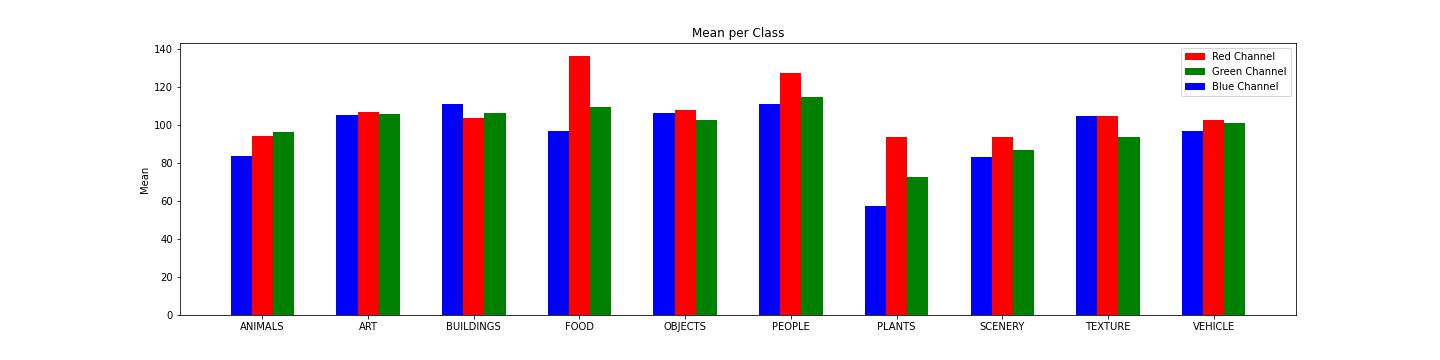 Mean per Class
Red Channel
Green Channel
Blue Channel
Mean
140
120
100
80
60
40
20
0
ANIMALS ART BUILDINGS FOOD OBJECTS PEOPLE PLANTS SCENERY TEXTURE VEHICLE